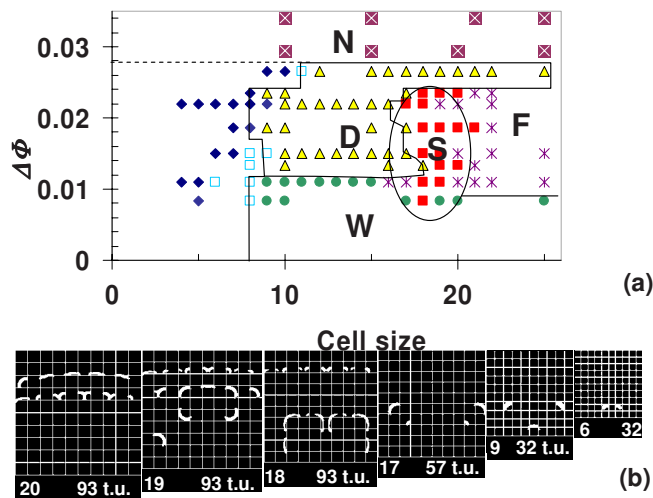 0.03
0.02
0.01
0
ΔΦ
N
D
S
F
W
0 10 20
(a)
Cell size
20 93 t.u.
19 93 t.u.
18 93 t.u.
17 57 t.u.
9 32 t.u.
6 32
(b)